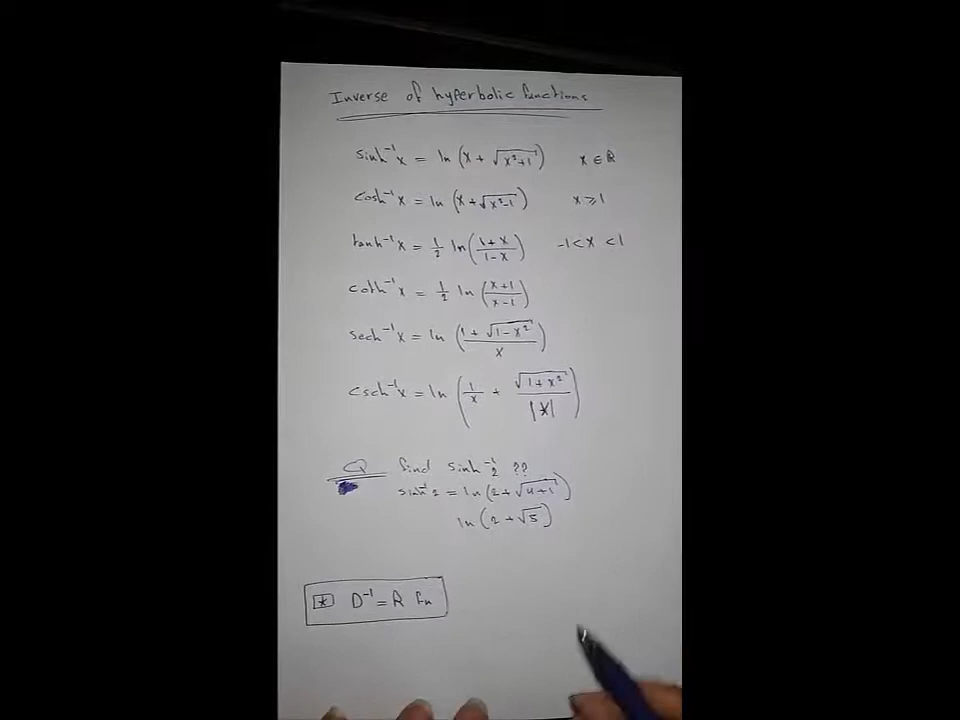 Inverse of hyperbolic functions
sinh⁻¹x = ln (x + √(x²+1)) x ∈ ℝ
cosh⁻¹x = ln (x + √(x²-1)) x ≥ 1
tanh⁻¹x = 1/2 ln((1+x)/(1-x)) -1 < x < 1
coth⁻¹x = 1/2 ln((x+1)/(x-1))
sech⁻¹x = ln ((1 + √(1-x²))/x)
csch⁻¹x = ln (1/x + √(1+x²)/|x|)
Q find sinh⁻¹2 ??
sinh⁻¹2 = ln(2+√(4+1))
ln(2+√5)
* D⁻¹ = R fn